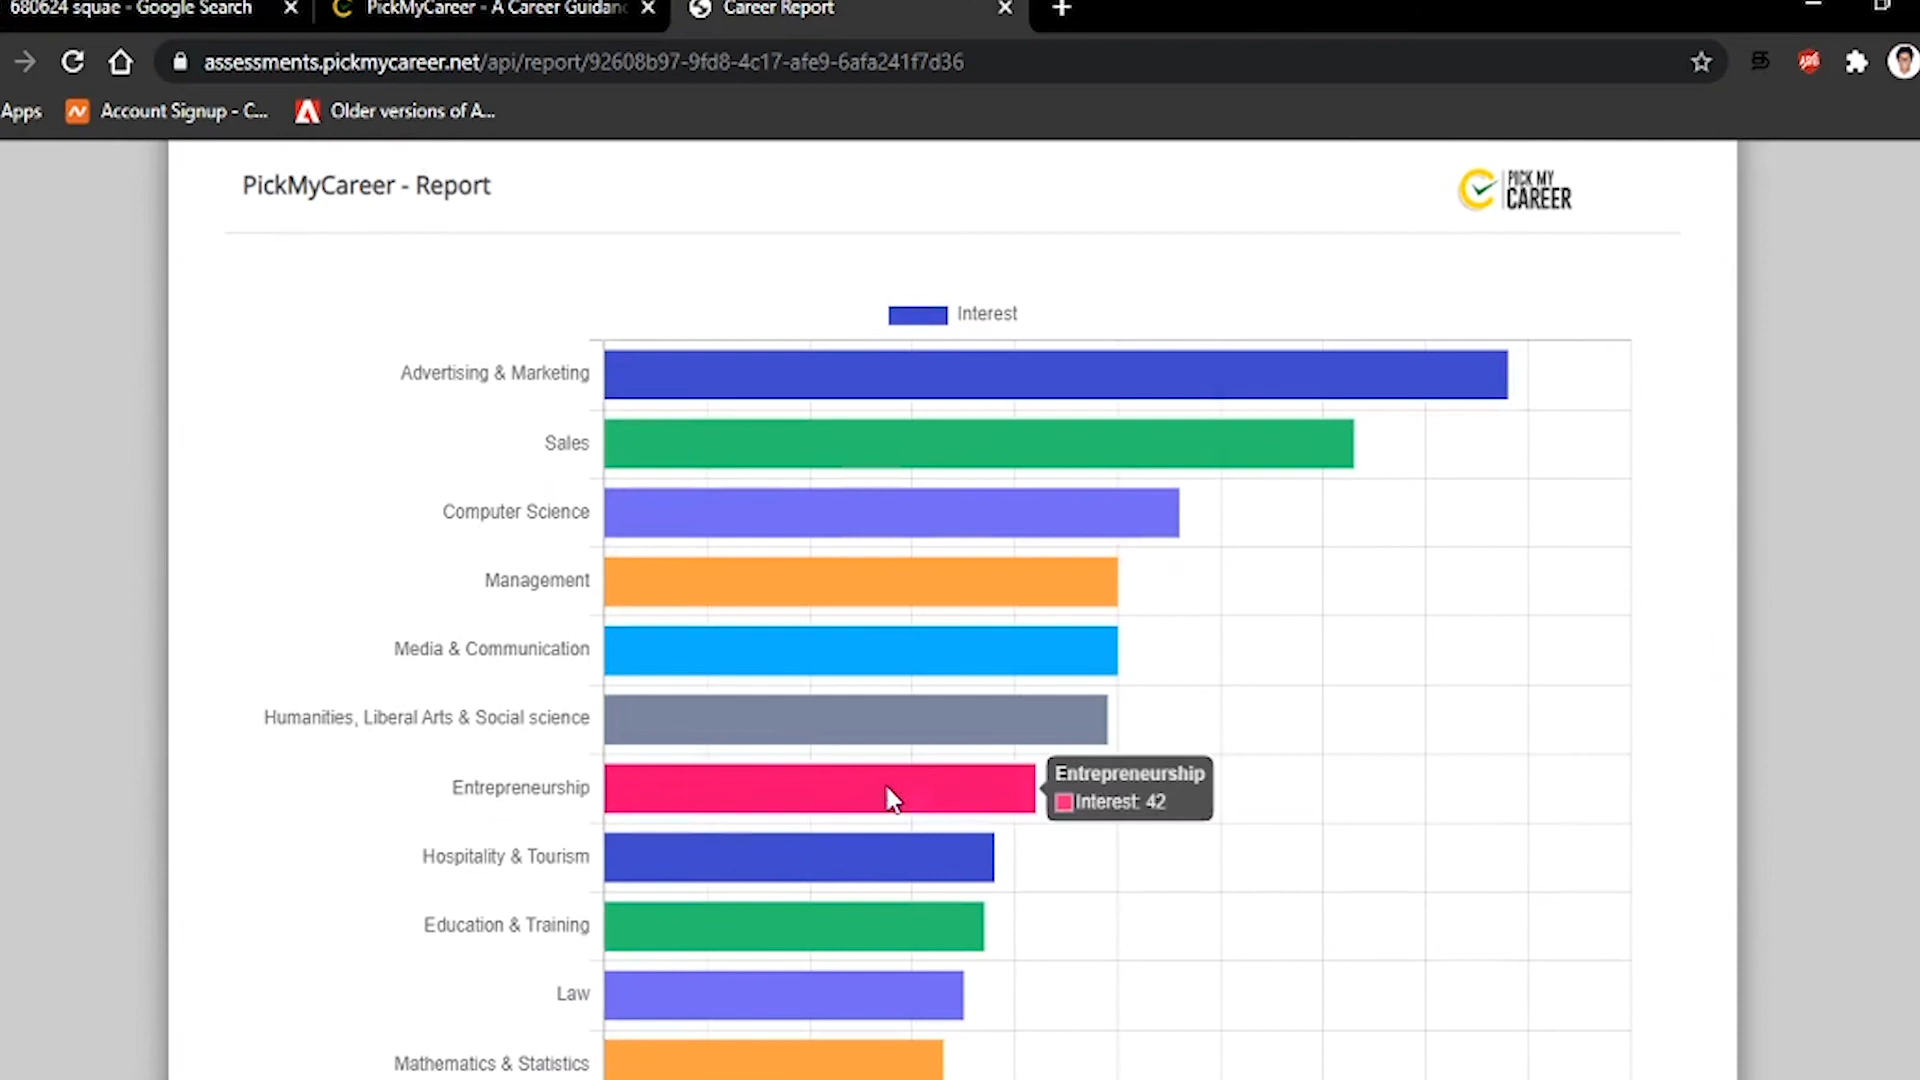 680624 squae - Google Search
PickMyCareer - A Career Guidanc
Career Report
assessments.pickmycareer.net/api/report/92608b97-9fd8-4c17-afe9-6afa241f7d36
Apps
Account Signup - C...
Older versions of A...
PickMyCareer - Report
PICK MY
CAREER
Interest
Advertising & Marketing
Sales
Computer Science
Management
Media & Communication
Humanities, Liberal Arts & Social science
Entrepreneurship
Entrepreneurship
Interest: 42
Hospitality & Tourism
Education & Training
Law
Mathematics & Statistics